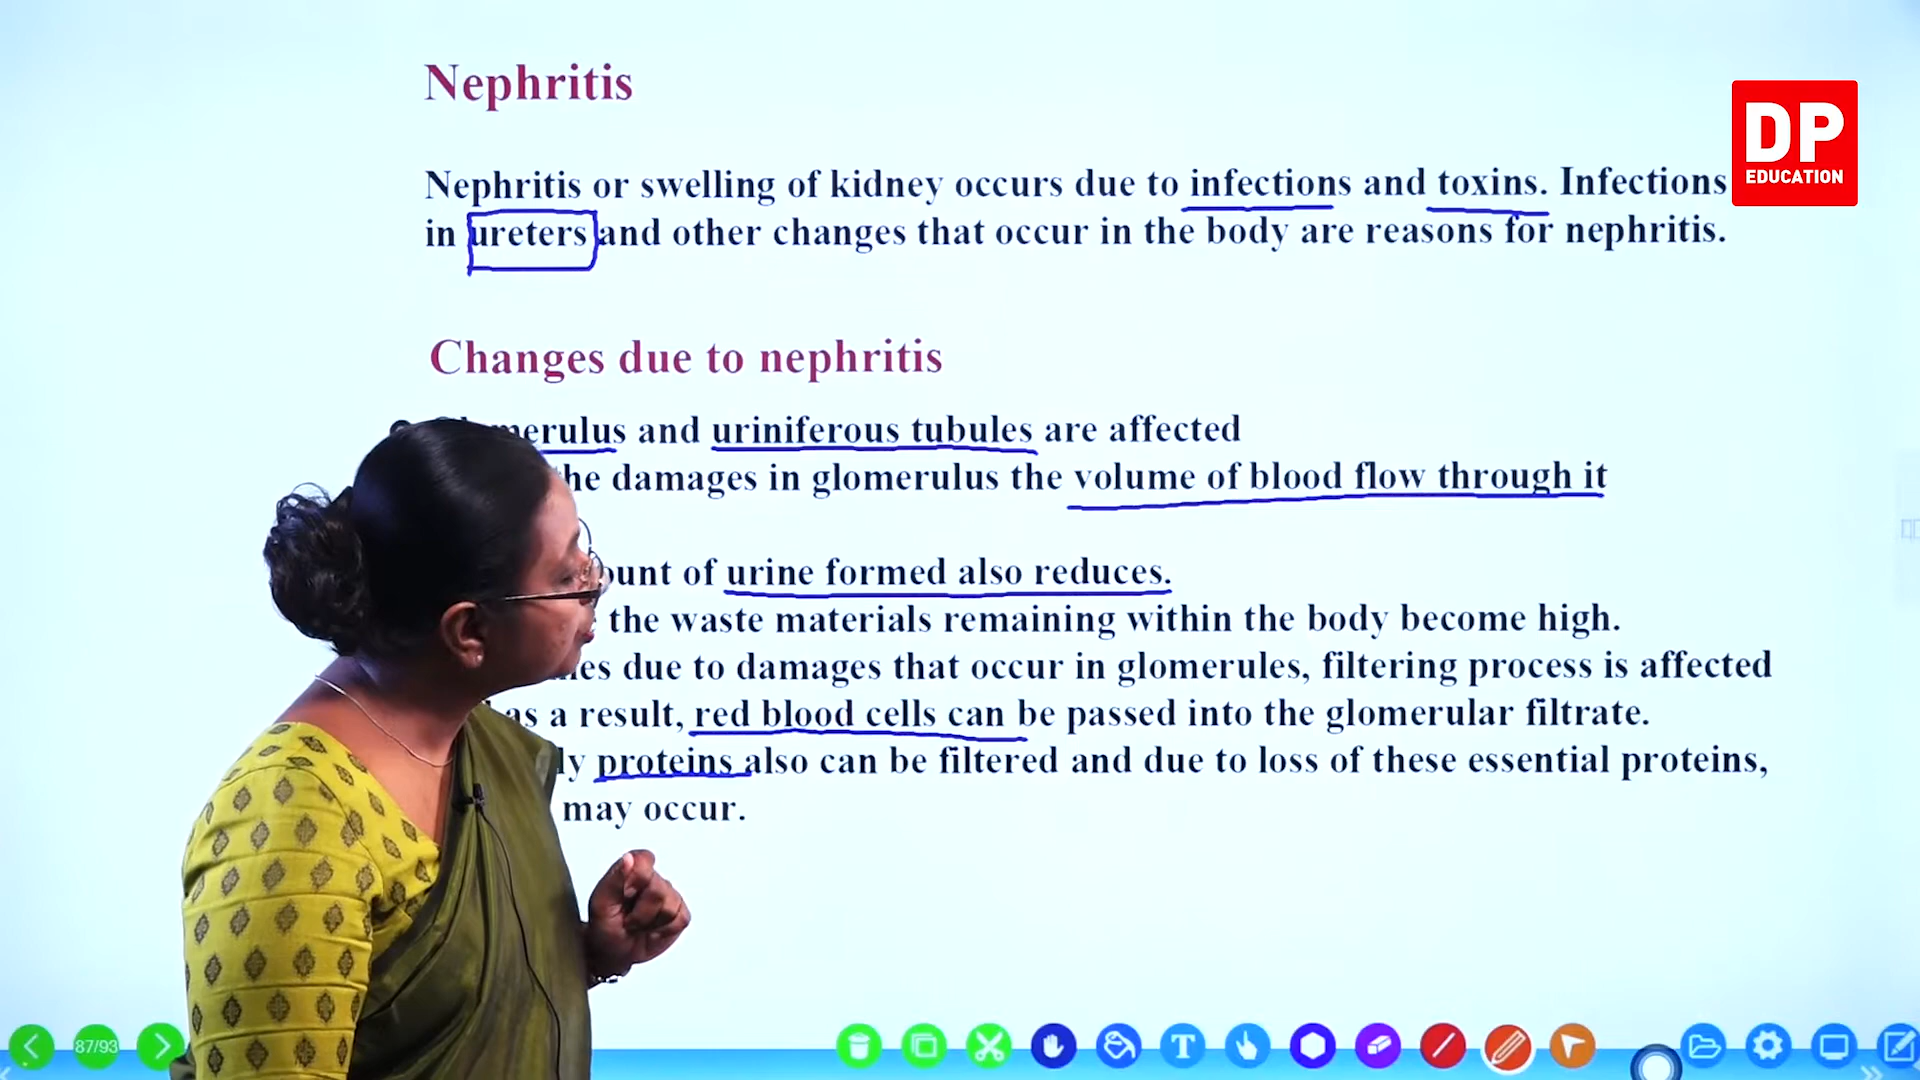 Nephritis
DP
EDUCATION
Nephritis or swelling of kidney occurs due to infections and toxins. Infections
in ureters and other changes that occur in the body are reasons for nephritis.
Changes due to nephritis
and uriniferous tubules are affected
damages in glomerulus the volume of blood flow through it
of urine formed also reduces.
the waste materials remaining within the body become high.
due to damages that occur in glomerules, filtering process is affected
as a result, red blood cells can be passed into the glomerular filtrate.
proteins also can be filtered and due to loss of these essential proteins,
may occur.
87/93
T